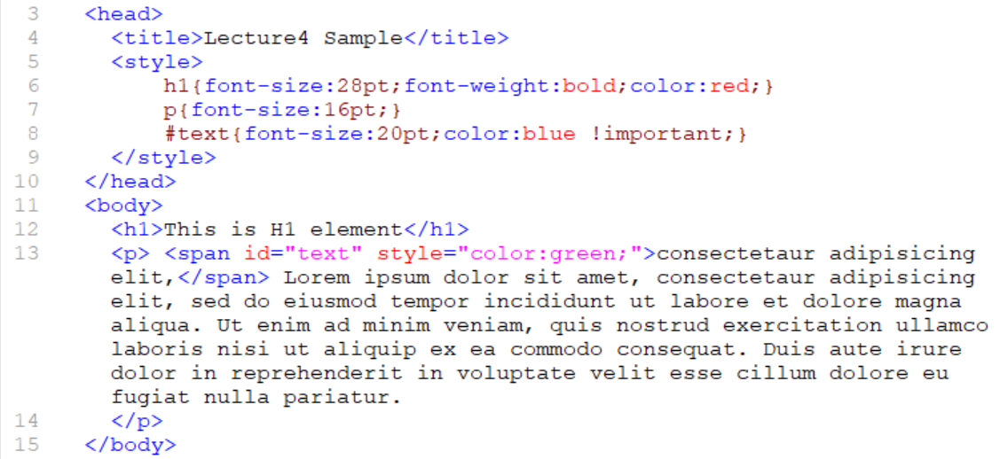 3 <head>
4 <title>Lecture4 Sample</title>
5 <style>
6 h1{font-size:28pt;font-weight:bold;color:red;}
7 p{font-size:16pt;}
8 #text{font-size:20pt;color:blue !important;}
9 </style>
10 </head>
11 <body>
12 <h1>This is H1 element</h1>
13 <p> <span id="text" style="color:green;">consectetaur adipisicing
elit,</span> Lorem ipsum dolor sit amet, consectetaur adipisicing
elit, sed do eiusmod tempor incididunt ut labore et dolore magna
aliqua. Ut enim ad minim veniam, quis nostrud exercitation ullamco
laboris nisi ut aliquip ex ea commodo consequat. Duis aute irure
dolor in reprehenderit in voluptate velit esse cillum dolore eu
fugiat nulla pariatur.
14 </p>
15 </body>